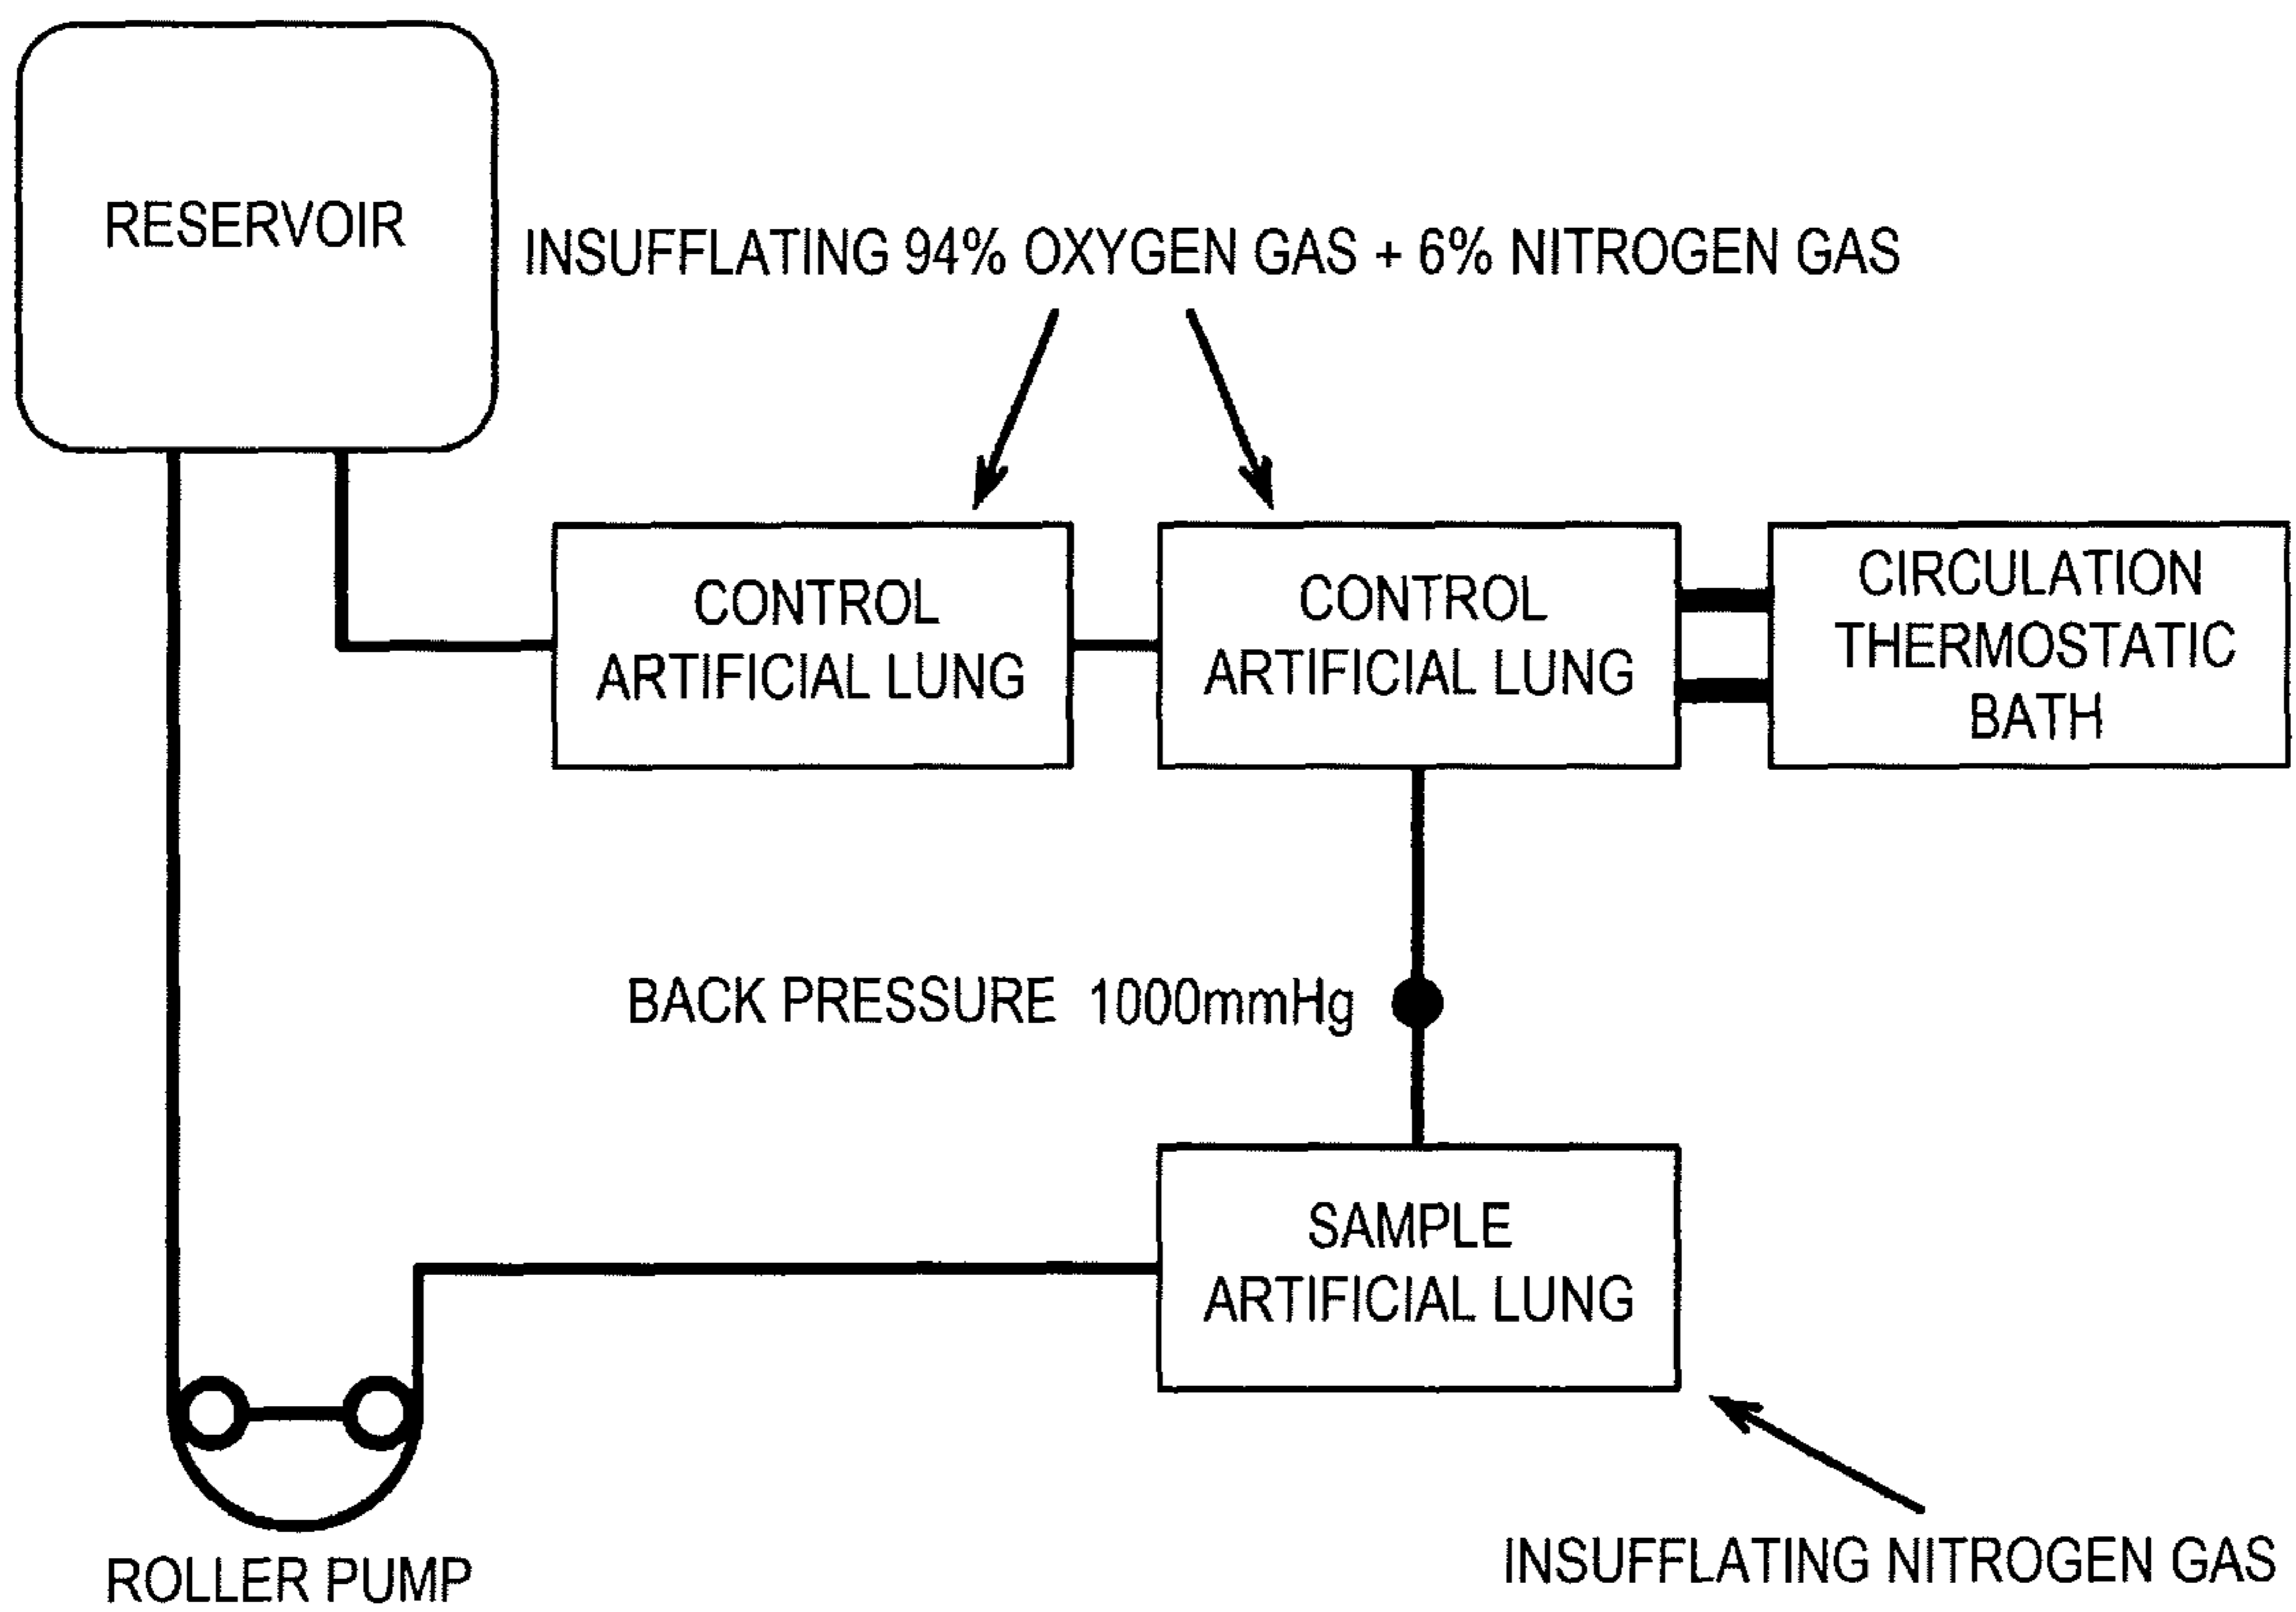 RESERVOIR
INSUFFLATING 94% OXYGEN GAS + 6% NITROGEN GAS
CONTROL
ARTIFICIAL LUNG
CONTROL
ARTIFICIAL LUNG
CIRCULATION
THERMOSTATIC
BATH
BACK PRESSURE 1000mmHg
SAMPLE
ARTIFICIAL LUNG
INSUFFLATING NITROGEN GAS
ROLLER PUMP